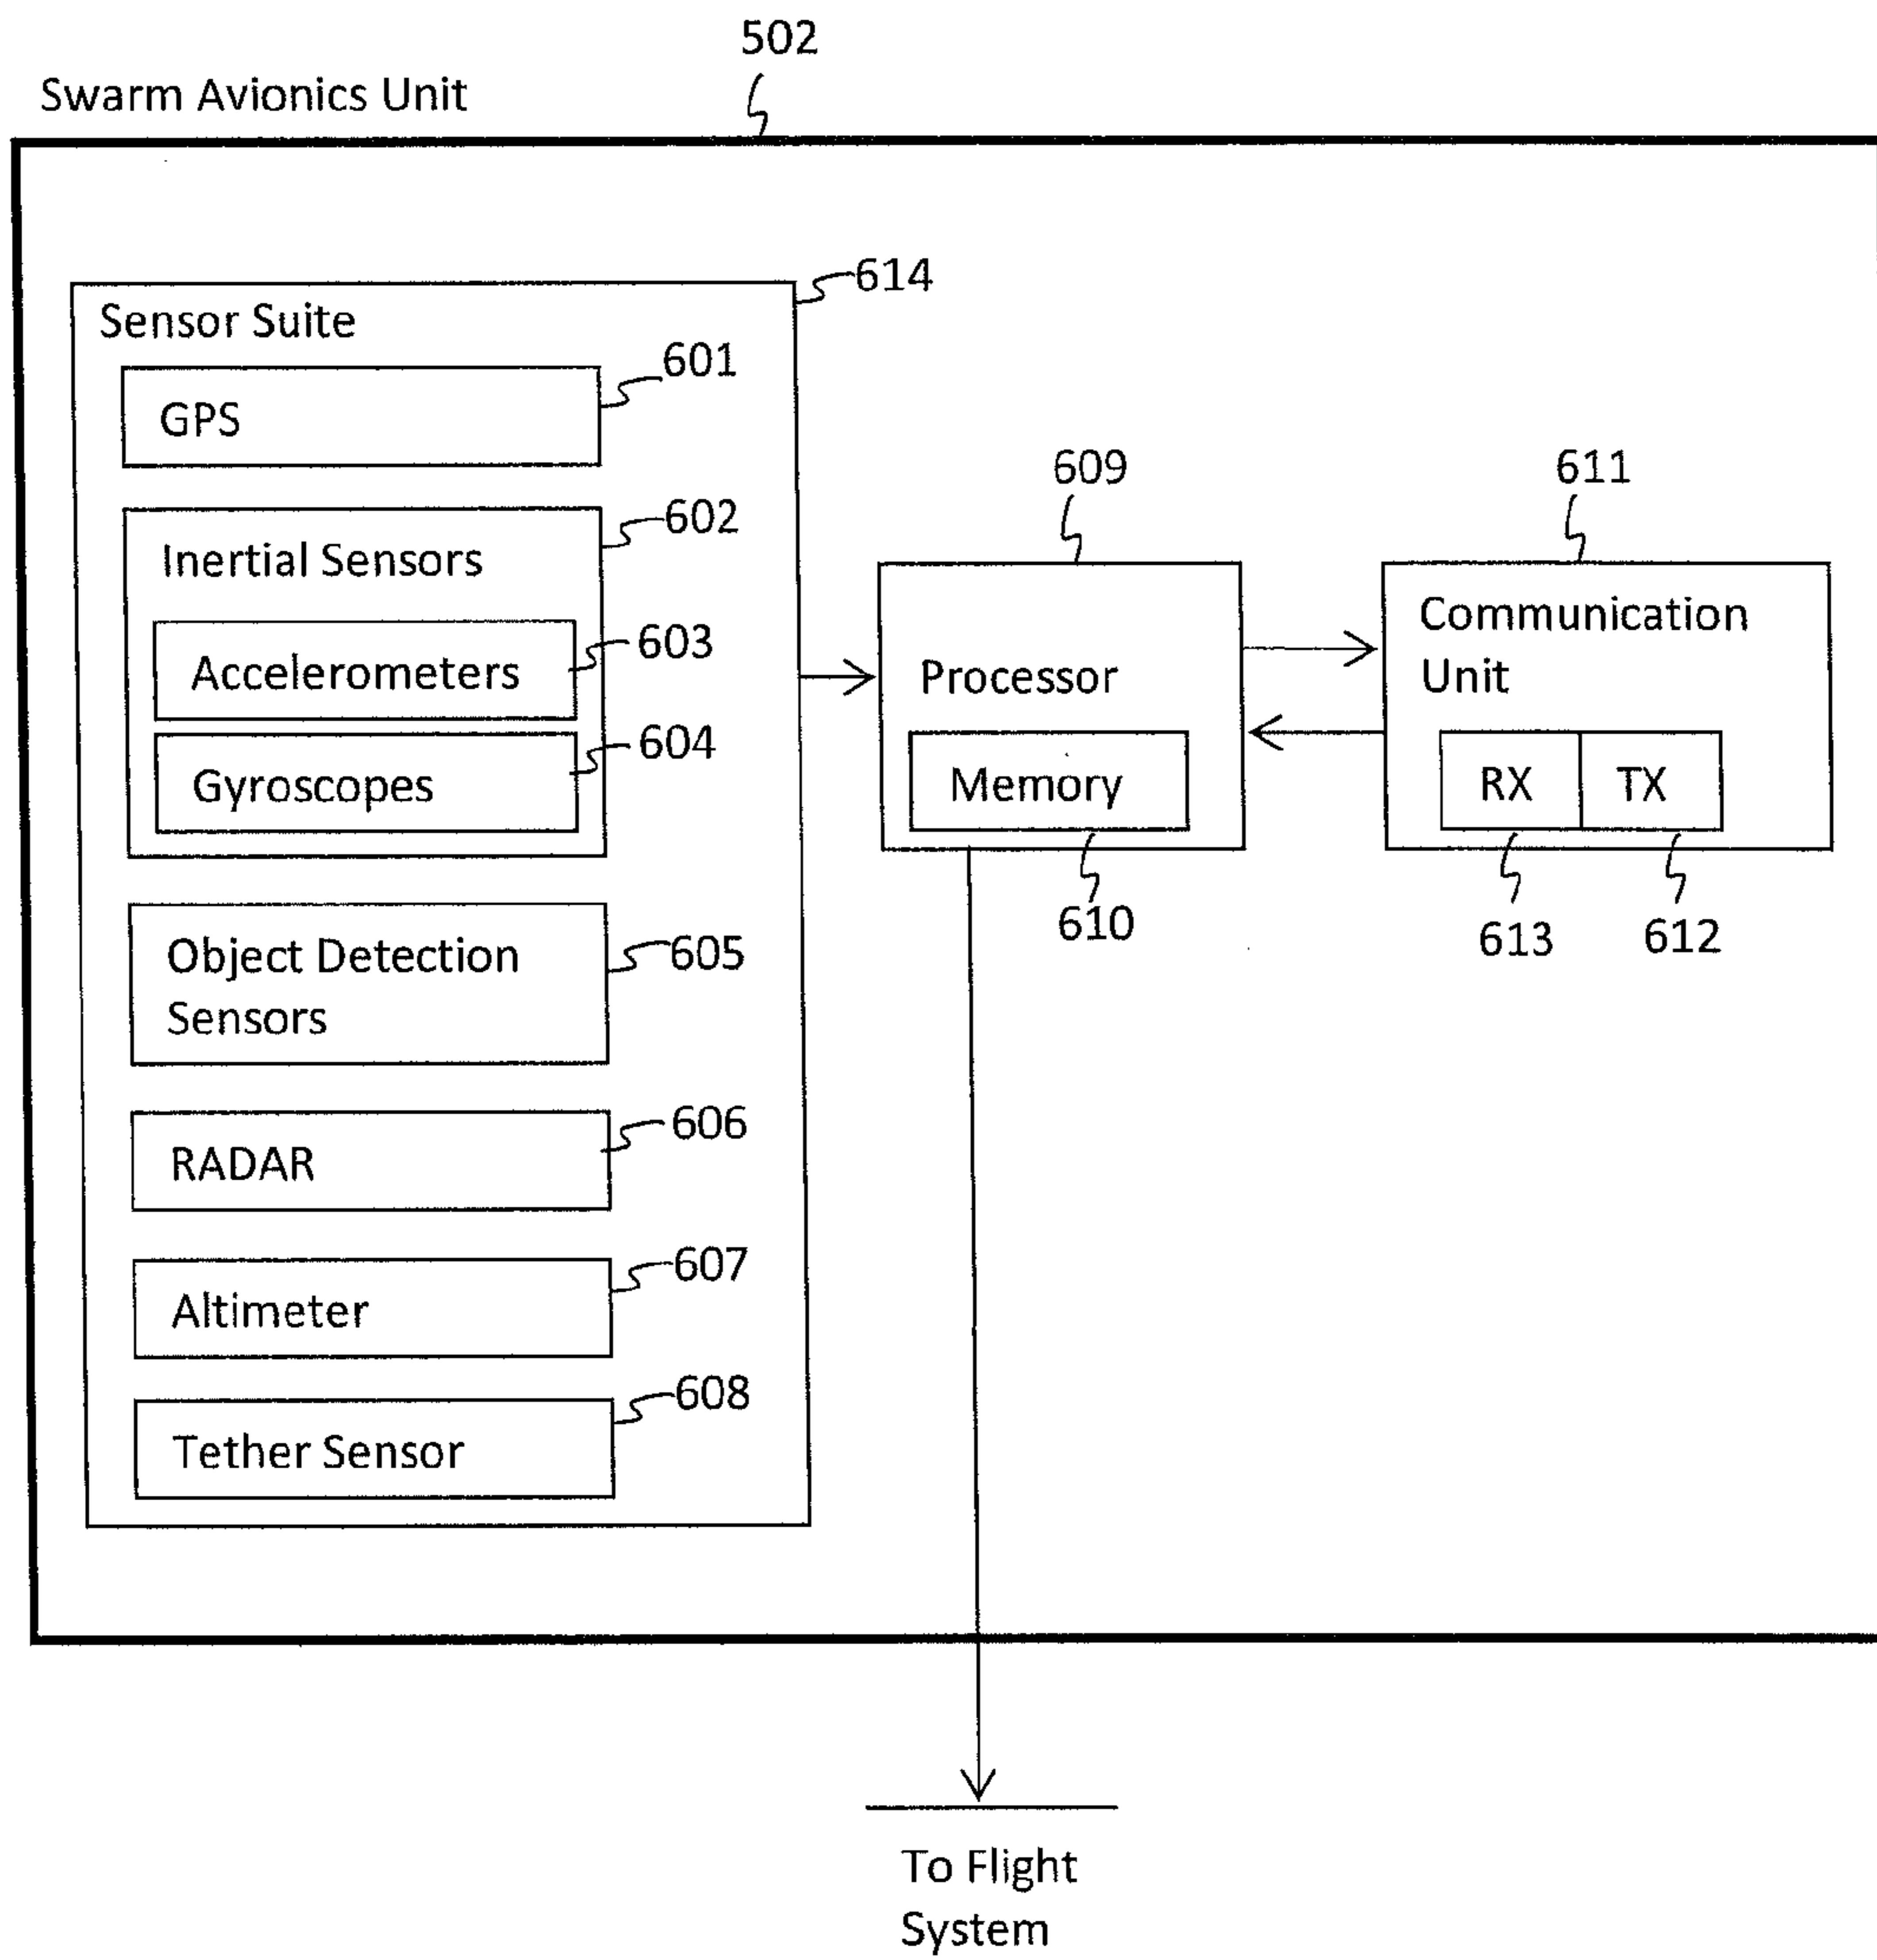 502
Swarm Avionics Unit
614
Sensor Suite
601
GPS
602
Inertial Sensors
603
Accelerometers
604
Gyroscopes
605
Object Detection
Sensors
606
RADAR
607
Altimeter
608
Tether Sensor
609
Processor
Memory
610
611
Communication
Unit
RX TX
613 612
To Flight
System